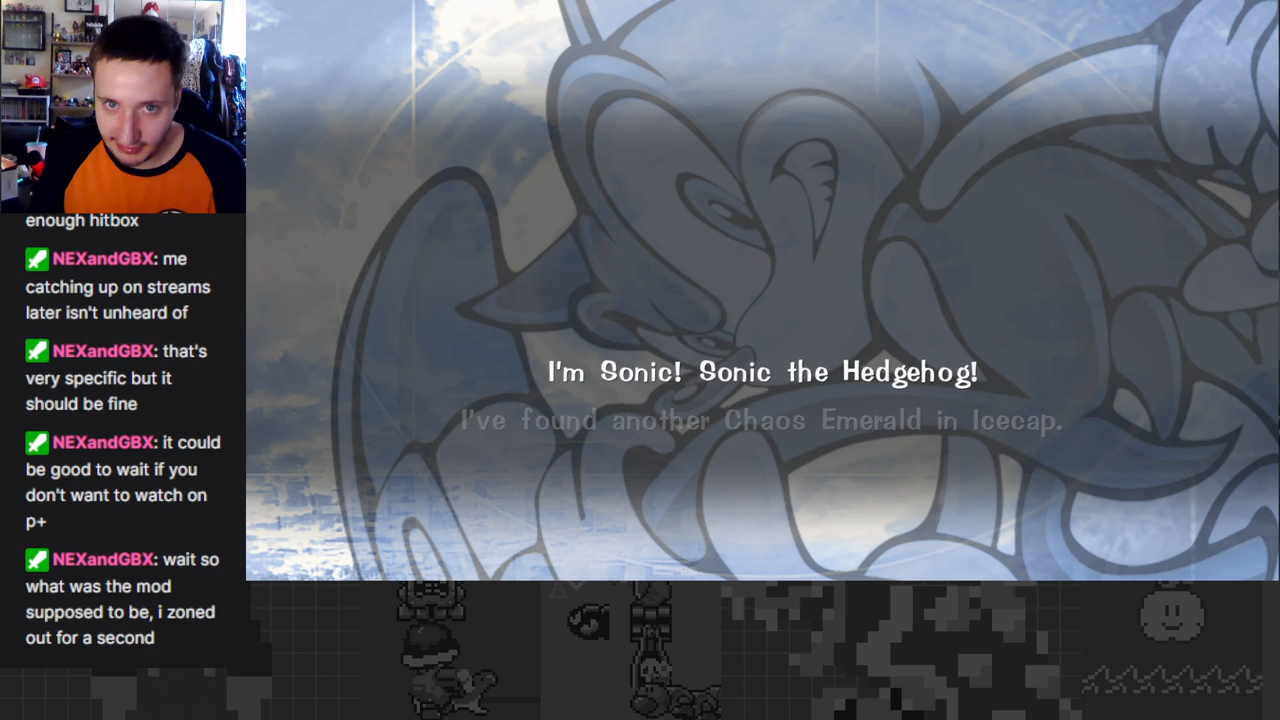 enough hitbox
NEXandGBX: me
catching up on streams
later isn't unheard of
NEXandGBX: that's
very specific but it
should be fine
NEXandGBX: it could
be good to wait if you
don't want to watch on
p+
NEXandGBX: wait so
what was the mod
supposed to be, i zoned
out for a second
I'm Sonic! Sonic the Hedgehog!
I've found another Chaos Emerald in Icecap.